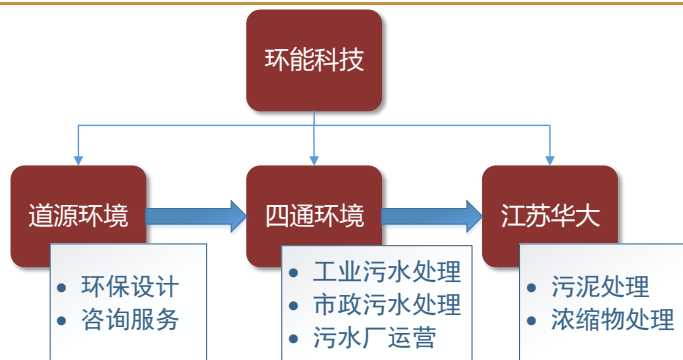 环能科技
道源环境
四通环境
江苏华大
• 环保设计
• 咨询服务
• 工业污水处理
• 市政污水处理
• 污水厂运营
• 污泥处理
• 浓缩物处理